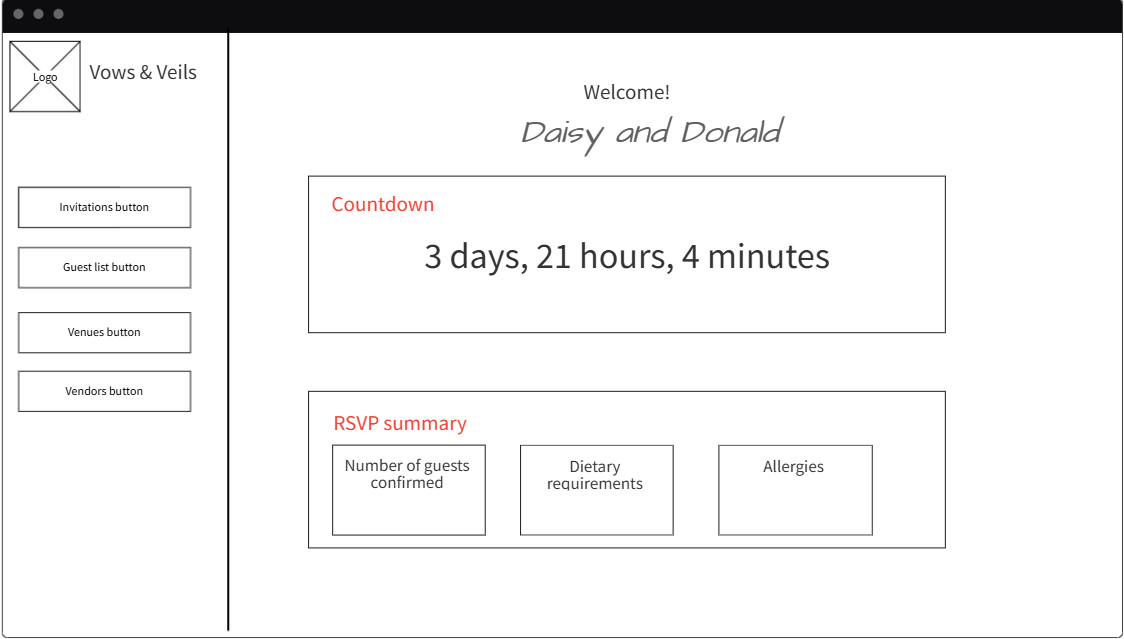 Logo
Vows & Veils
Invitations button
Guest list button
Venues button
Vendors button
Welcome!
Daisy and Donald
Countdown
3 days, 21 hours, 4 minutes
RSVP summary
Number of guests
confirmed
Dietary
requirements
Allergies